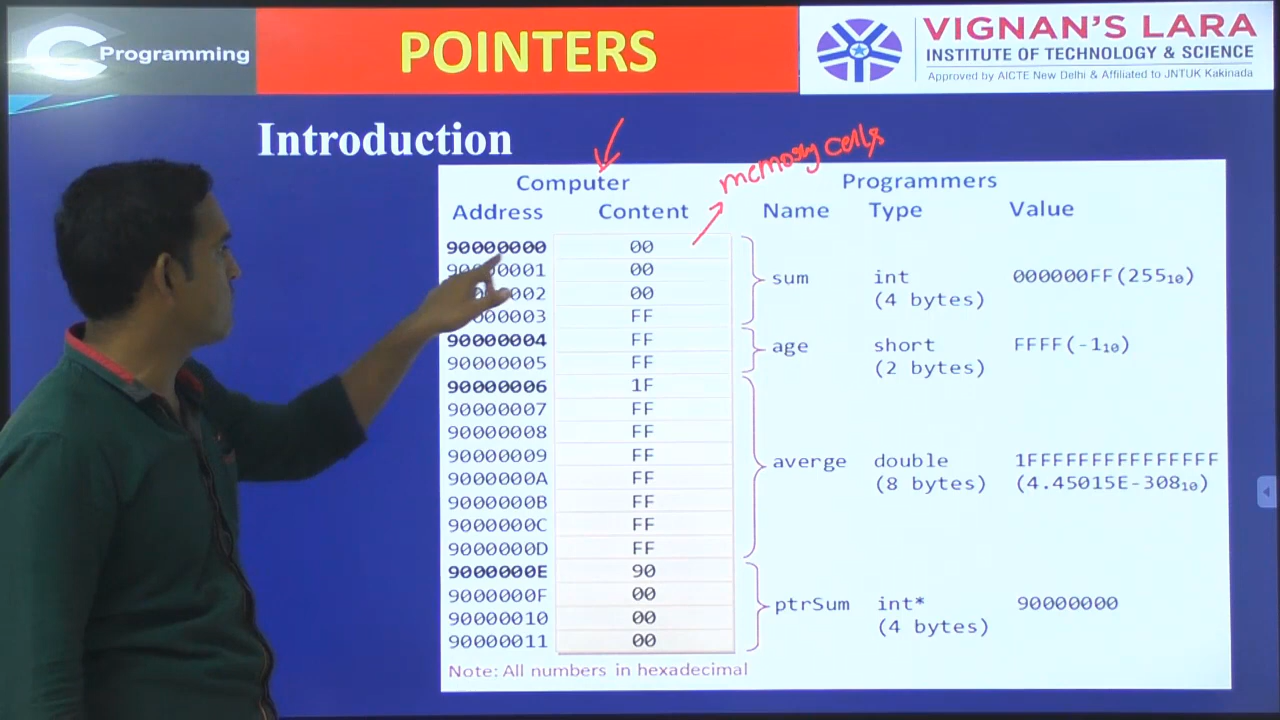 C Programming
POINTERS
VIGNAN'S LARA
INSTITUTE OF TECHNOLOGY & SCIENCE
Approved by AICTE New Delhi & Affiliated to JNTUK Kakinada
Introduction
memory cells
Computer Programmers
Address Content Name Type Value
90000000 00
90000001 00
sum int 000000FF(255₁₀)
90000002 00
(4 bytes)
90000003 FF
90000004 FF
age short FFFF(-1₁₀)
90000005 FF
(2 bytes)
90000006 1F
90000007 FF
90000008 FF
90000009 FF
averge double 1FFFFFFFFFFFFFFF
9000000A FF
(8 bytes) (4.45015E-308₁₀)
9000000B FF
9000000C FF
9000000D FF
9000000E 90
9000000F 00
ptrSum int* 90000000
90000010 00
(4 bytes)
90000011 00
Note: All numbers in hexadecimal